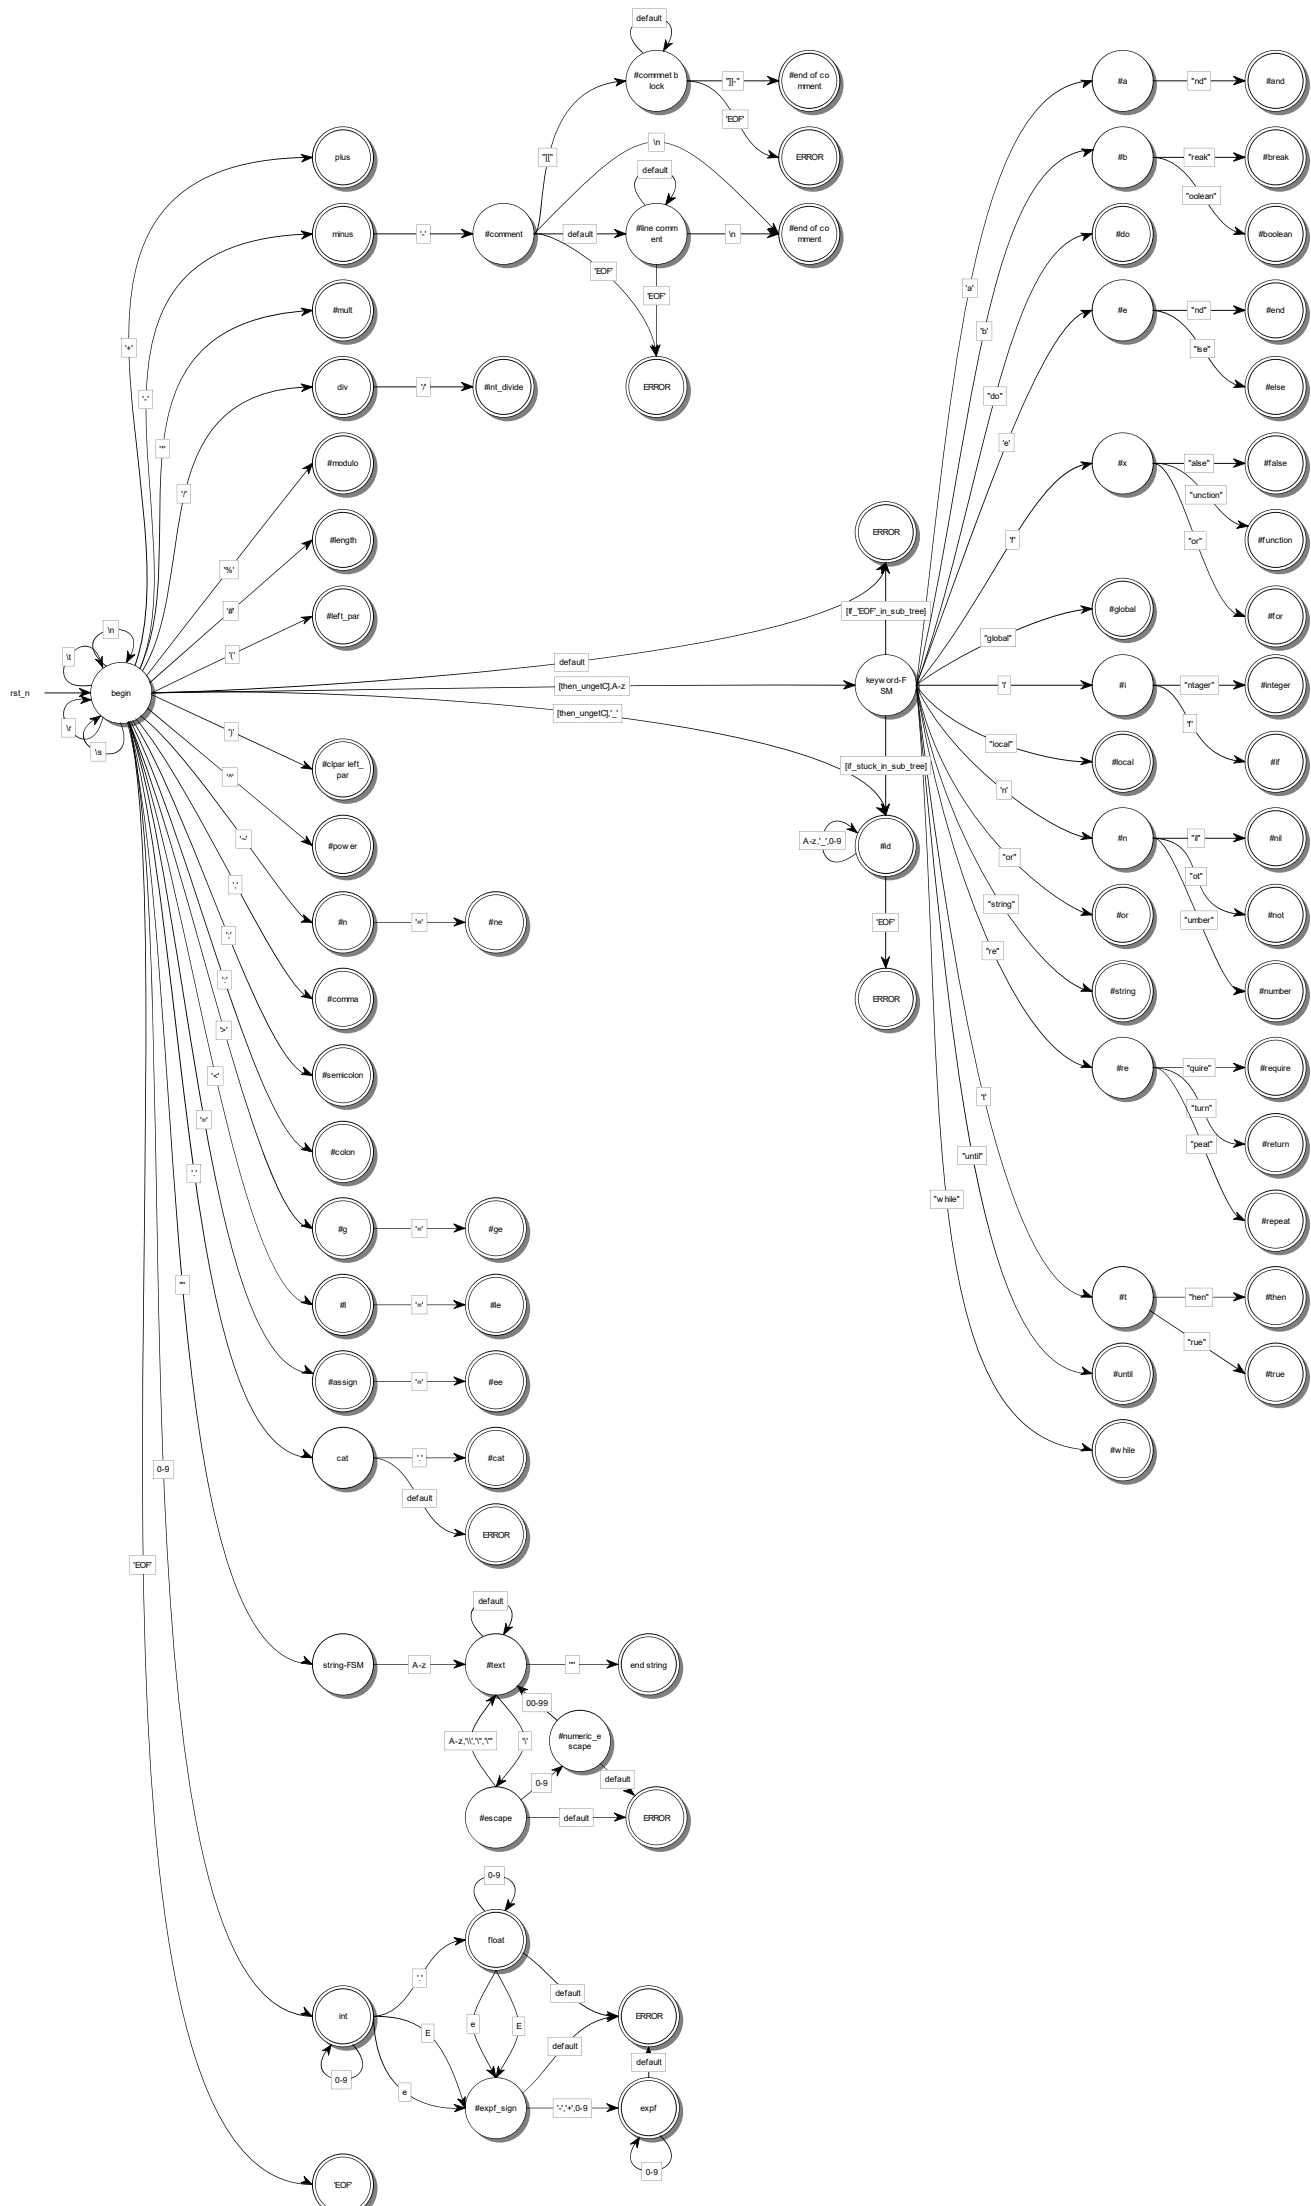 default
#commnet b
lock
"]]-"
#end of co
mment
'EOF'
ERROR
"[["
\n
default
#comment
default
#line comm
ent
\n
#end of co
mment
'EOF'
'EOF'
ERROR
plus
minus
'-'
#mult
div
'/'
#int_divide
#modulo
#length
#left_par
'+'
'-'
'*'
'/'
'%'
'#'
'('
\n
\t
rst_n
begin
\r
\s
')'
#clpar left_
par
'^'
#power
'~'
#n
'='
#ne
','
#comma
';'
#semicolon
':'
#colon
'>'
#g
'='
#ge
'<'
#l
'='
#le
'='
#assign
'='
#ee
'.'
cat
'.'
#cat
default
ERROR
'"'
0-9
'EOF'
default
[then_ungetC],A-z
[then_ungetC],'_'
ERROR
[If_'EOF'_in_sub_tree]
keyword-F
SM
[if_stuck_in_sub_tree]
A-z,'_',0-9
#id
'EOF'
ERROR
'a'
#a
"nd"
#and
'b'
#b
"reak"
#break
"oolean"
#boolean
"do"
#do
'e'
#e
"nd"
#end
"lse"
#else
'f'
#x
"alse"
#false
"unction"
#function
"or"
#for
"global"
#global
'i'
#i
"ntager"
#integer
'f'
#if
"local"
#local
'n'
#n
"il"
#nil
"ot"
#not
"umber"
#number
"or"
#or
"string"
#string
"re"
#re
"quire"
#require
"turn"
#return
"peat"
#repeat
't'
#t
"hen"
#then
"rue"
#true
"until"
#until
"while"
#while
default
string-FSM
A-z
#text
'"'
end string
00-99
A-z,'\\','\'','\"'
'\'
#numeric_e
scape
0-9
default
#escape
default
ERROR
0-9
float
'.'
default
int
E
e
E
ERROR
default
default
0-9
e
#expf_sign
'-','+',0-9
expf
0-9
'EOF'